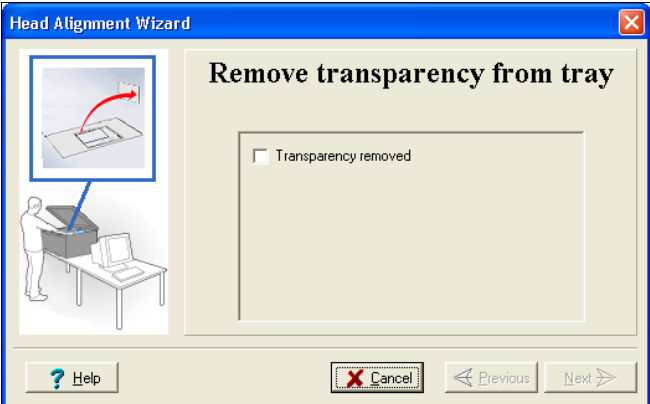 Head Alignment Wizard
Remove transparency from tray
Transparency removed
Help
Cancel
Previous
Next